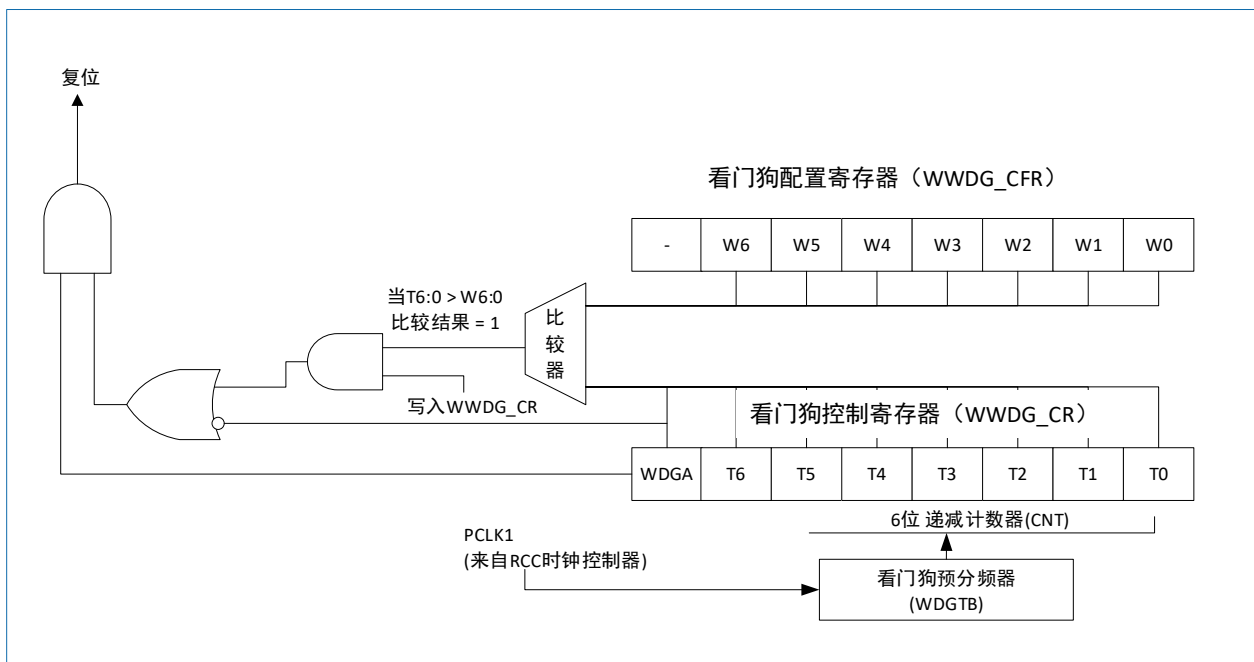 复位
看门狗配置寄存器（WWDG_CFR）
- W6 W5 W4 W3 W2 W1 W0
当T6:0 > W6:0
比较结果 = 1
比较器
写入WWDG_CR
看门狗控制寄存器（WWDG_CR）
WDGA T6 T5 T4 T3 T2 T1 T0
6位 递减计数器(CNT)
PCLK1
(来自RCC时钟控制器)
看门狗预分频器
(WDGTB)